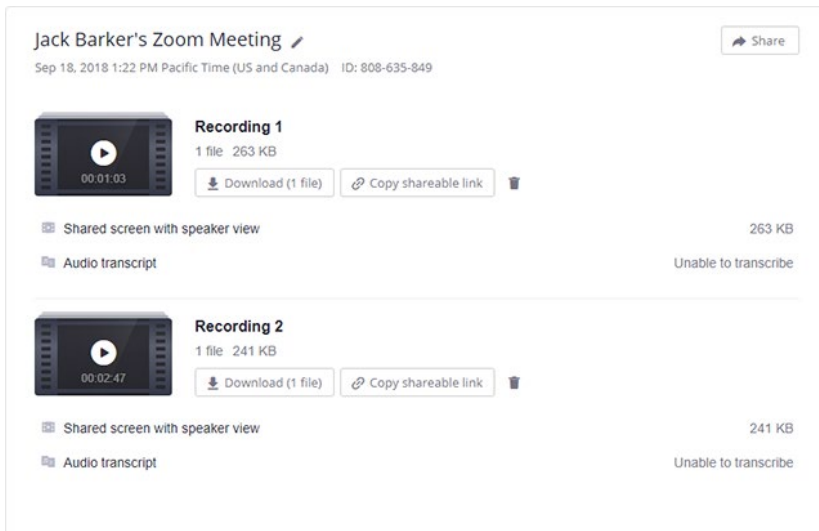 Jack Barker's Zoom Meeting
Share
Sep 18, 2018 1:22 PM Pacific Time (US and Canada) ID: 808-635-849
00:01:03
Recording 1
1 file 263 KB
Download (1 file) Copy shareable link
Shared screen with speaker view 263 KB
Audio transcript Unable to transcribe
00:02:47
Recording 2
1 file 241 KB
Download (1 file) Copy shareable link
Shared screen with speaker view 241 KB
Audio transcript Unable to transcribe